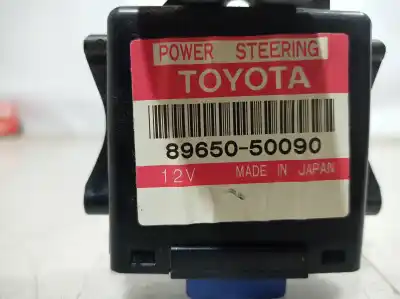 POWER STEERING
TOYOTA
89650-50090
12V MADE IN JAPAN